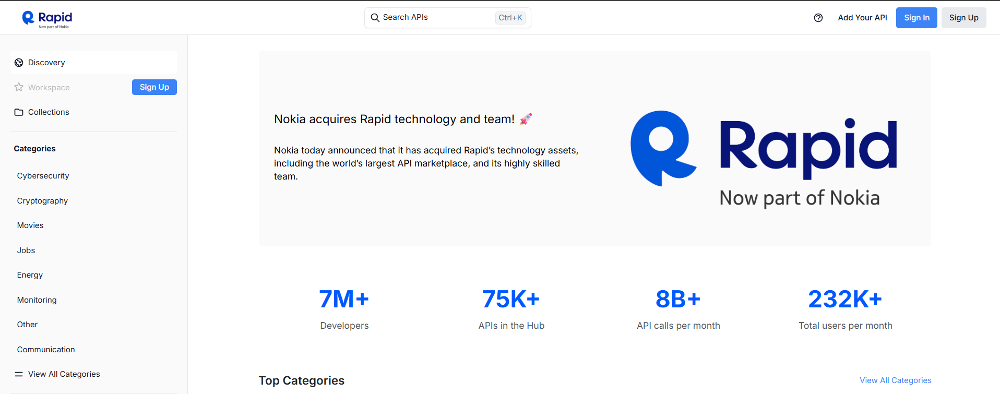 Rapid
Now part of Nokia
Search APIs
Ctrl+K
Add Your API
Sign In
Sign Up
Discovery
Workspace
Sign Up
Collections
Categories
Cybersecurity
Cryptography
Movies
Jobs
Energy
Monitoring
Other
Communication
View All Categories
Nokia acquires Rapid technology and team! 🚀
Nokia today announced that it has acquired Rapid’s technology assets,
including the world’s largest API marketplace, and its highly skilled
team.
Rapid
Now part of Nokia
7M+
Developers
75K+
APIs in the Hub
8B+
API calls per month
232K+
Total users per month
Top Categories
View All Categories